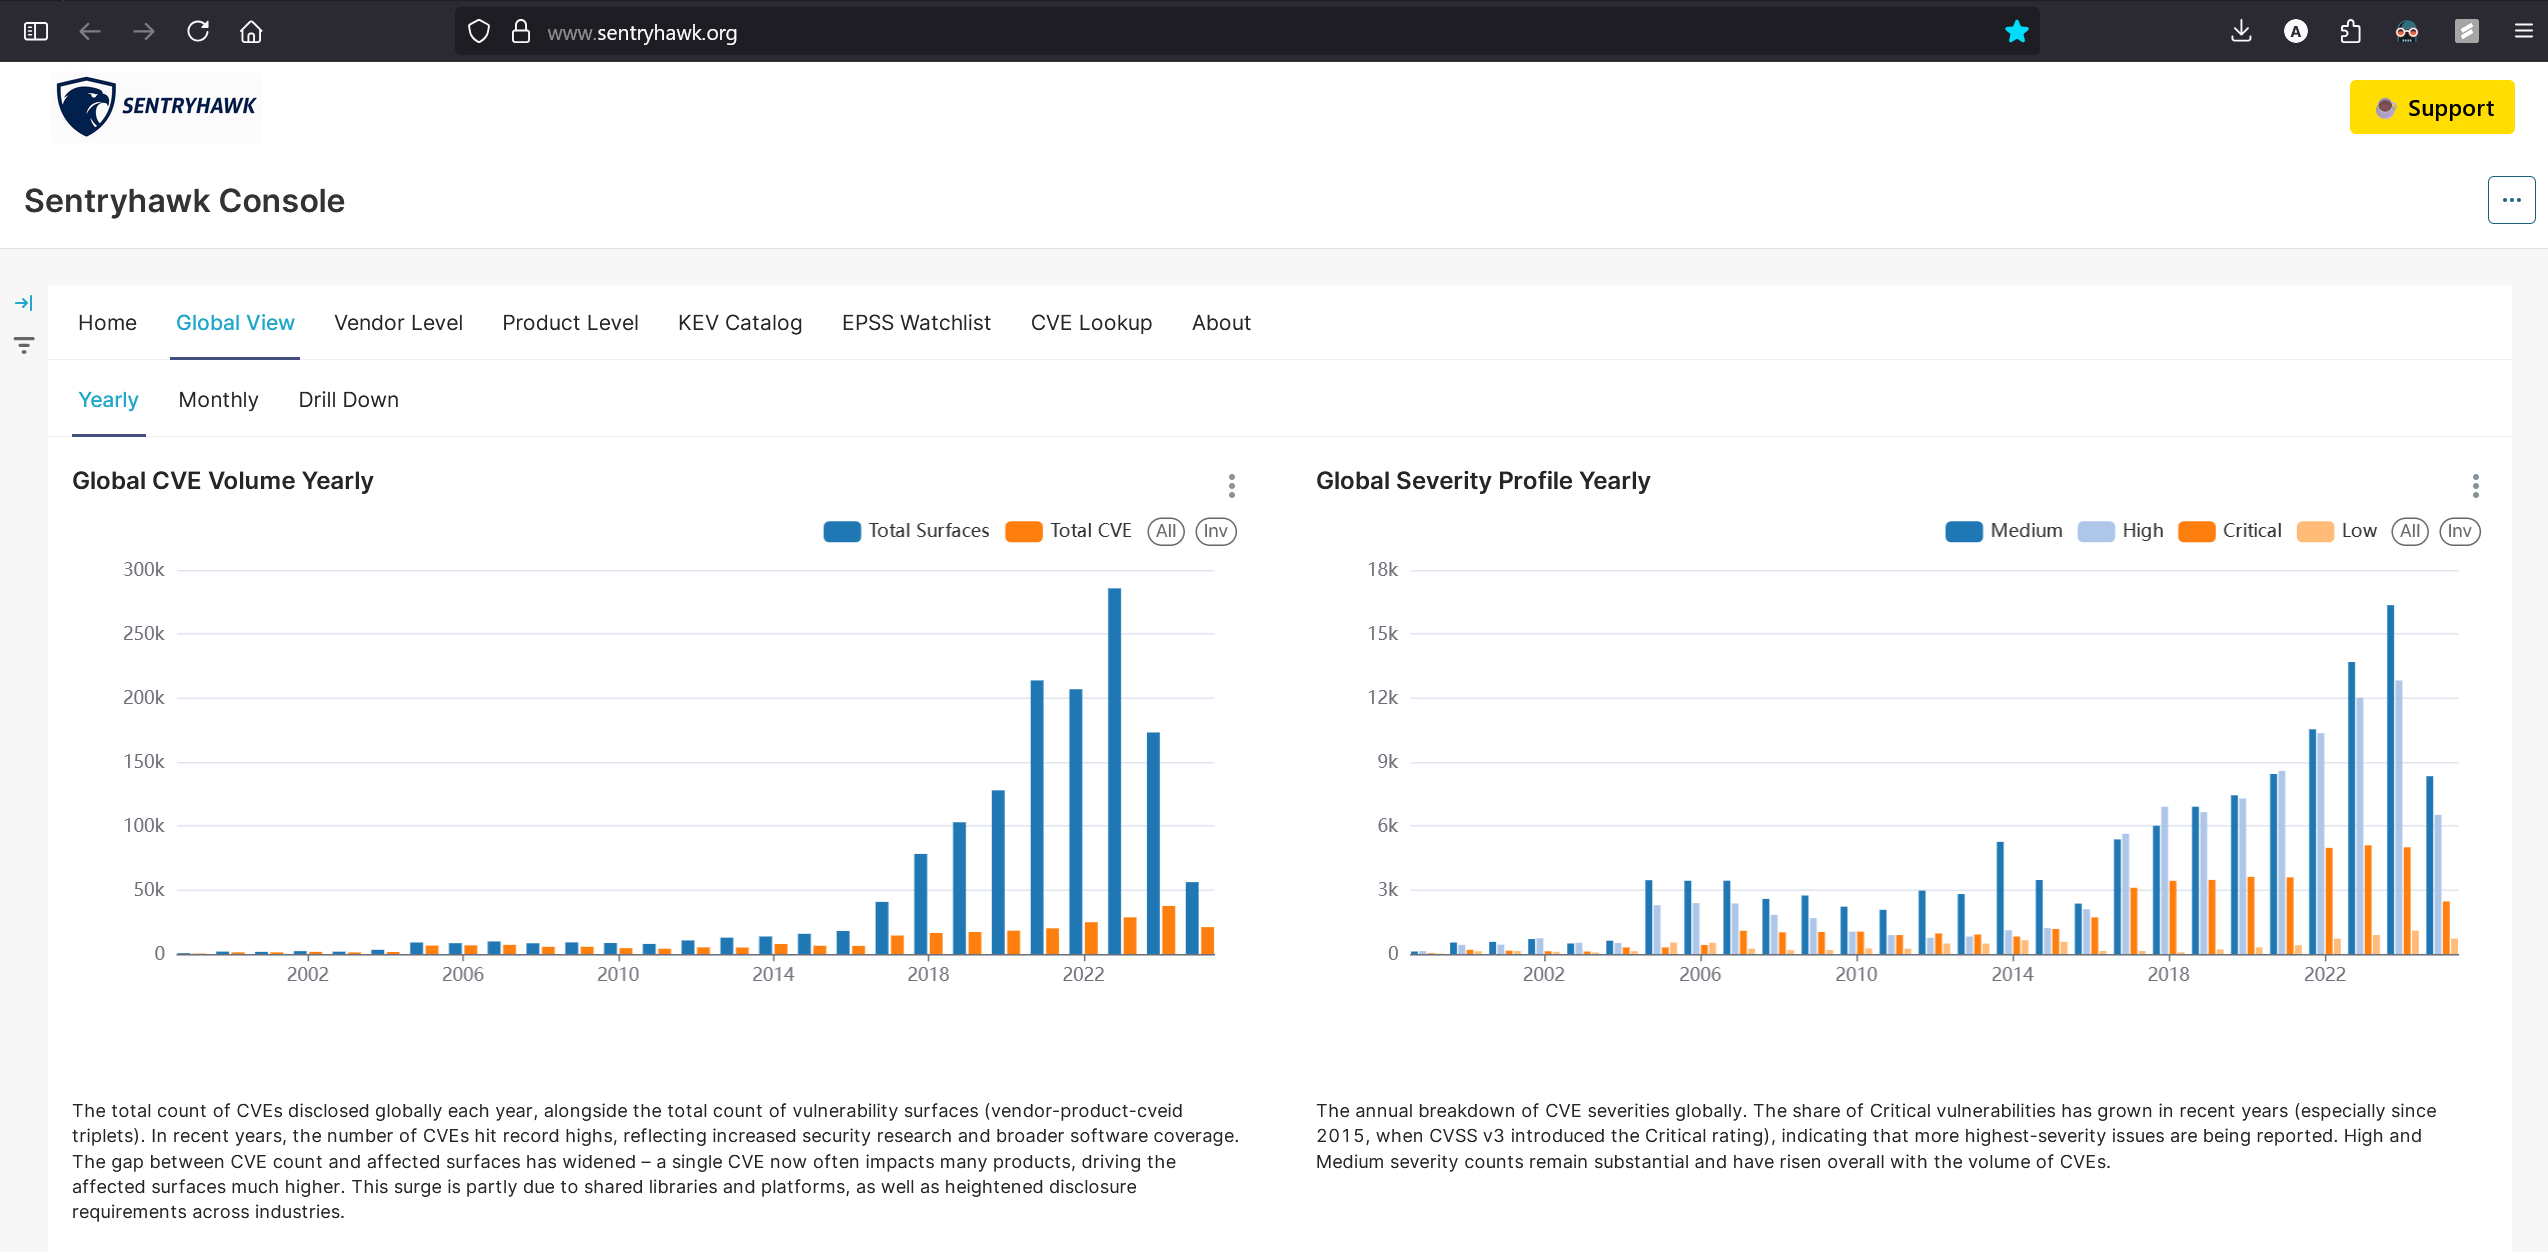 www.sentryhawk.org
A
SENTRYHAWK
Support
Sentryhawk Console
Home Global View Vendor Level Product Level KEV Catalog EPSS Watchlist CVE Lookup About
Yearly Monthly Drill Down
Global CVE Volume Yearly
Total Surfaces Total CVE All Inv
300k
250k
200k
150k
100k
50k
0
2002 2006 2010 2014 2018 2022
The total count of CVEs disclosed globally each year, alongside the total count of vulnerability surfaces (vendor-product-cveid
triplets). In recent years, the number of CVEs hit record highs, reflecting increased security research and broader software coverage.
The gap between CVE count and affected surfaces has widened – a single CVE now often impacts many products, driving the
affected surfaces much higher. This surge is partly due to shared libraries and platforms, as well as heightened disclosure
requirements across industries.
Global Severity Profile Yearly
Medium High Critical Low All Inv
18k
15k
12k
9k
6k
3k
0
2002 2006 2010 2014 2018 2022
The annual breakdown of CVE severities globally. The share of Critical vulnerabilities has grown in recent years (especially since
2015, when CVSS v3 introduced the Critical rating), indicating that more highest-severity issues are being reported. High and
Medium severity counts remain substantial and have risen overall with the volume of CVEs.